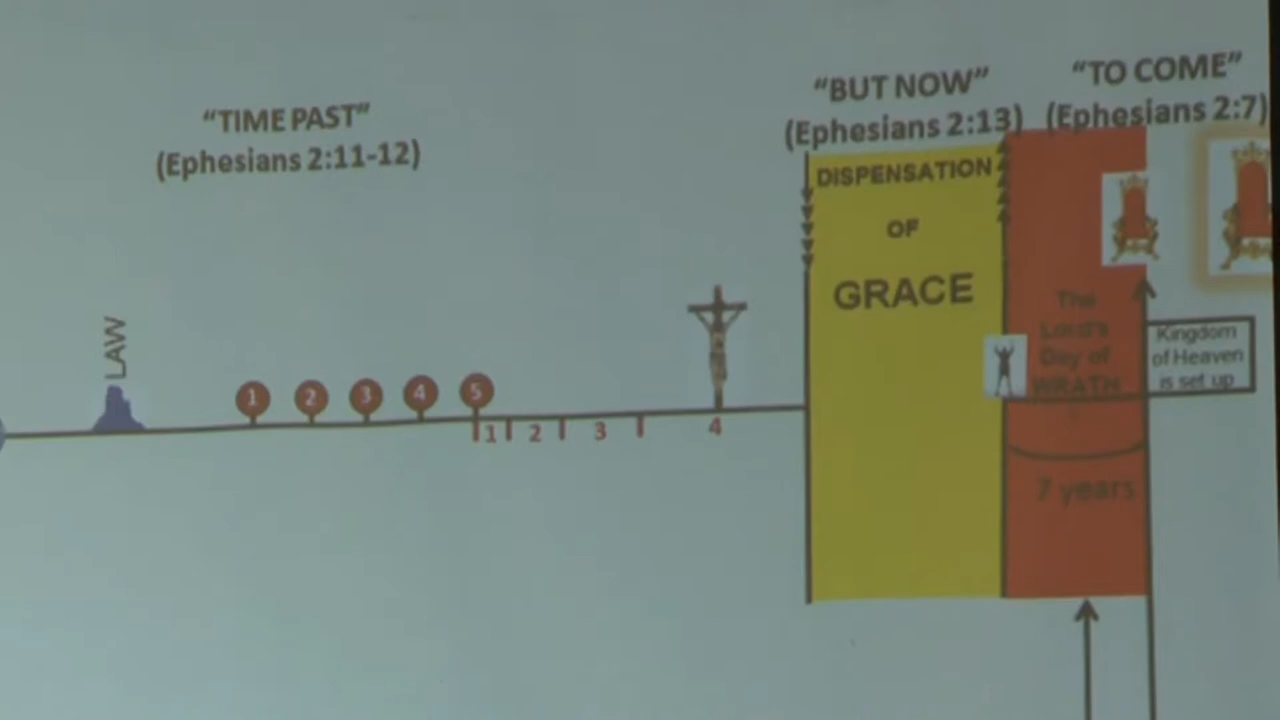 “TIME PAST”
(Ephesians 2:11-12)
“BUT NOW”
(Ephesians 2:13)
“TO COME”
(Ephesians 2:7)
LAW
1 2 3 4 5
1 2 3 4
DISPENSATION
OF
GRACE
The
Lord's
Day of
WRATH
7 years
Kingdom
of Heaven
is set up